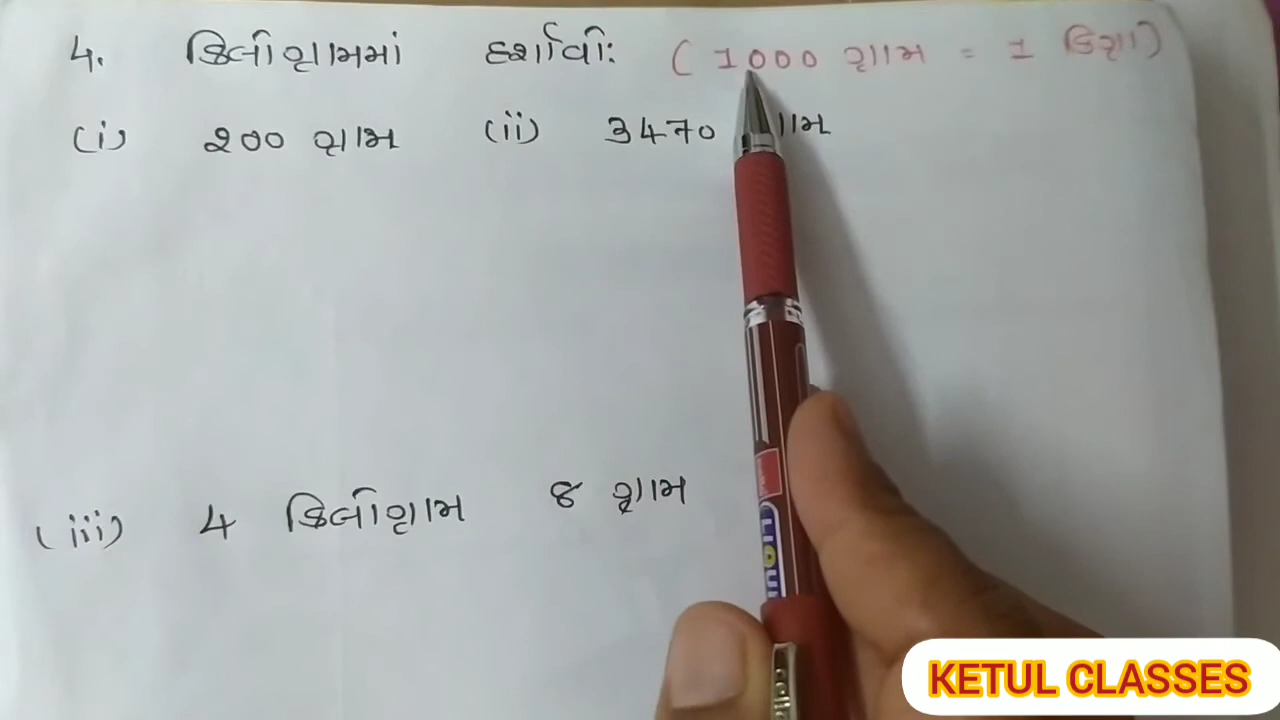 4. કિલોગ્રામમાં દર્શાવો: ( 1000 ગ્રામ = 1 કિગ્રા )
(i) 200 ગ્રામ (ii) 3470 ગ્રામ
(iii) 4 કિલોગ્રામ 8 ગ્રામ
KETUL CLASSES